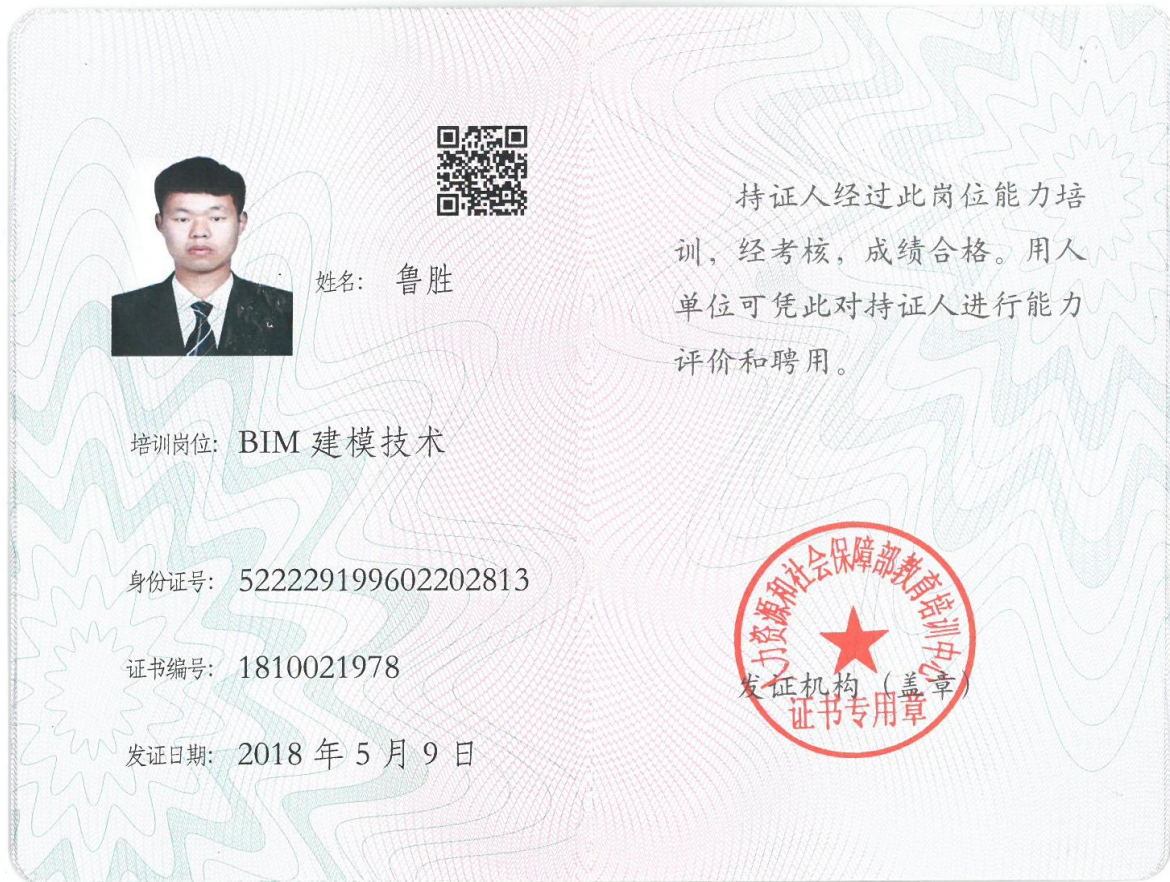 姓名: 鲁胜
培训岗位: BIM 建模技术
身份证号: 522229199602202813
证书编号: 1810021978
发证日期: 2018 年 5 月 9 日
持证人经过此岗位能力培
训，经考核，成绩合格。用人
单位可凭此对持证人进行能力
评价和聘用。
人力资源和社会保障部教育培训中心
发证机构（盖章）
证书专用章